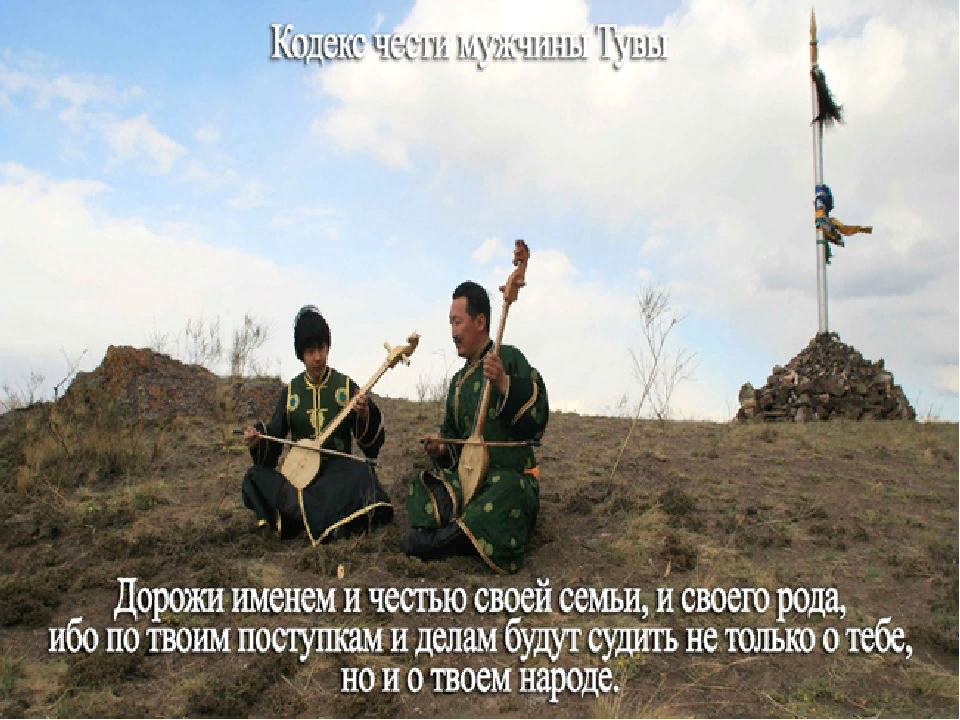 Кодекс чести мужчины Тувы
Дорожи именем и честью своей семьи, и своего рода,
ибо по твоим поступкам и делам будут судить не только о тебе,
но и о твоем народе.